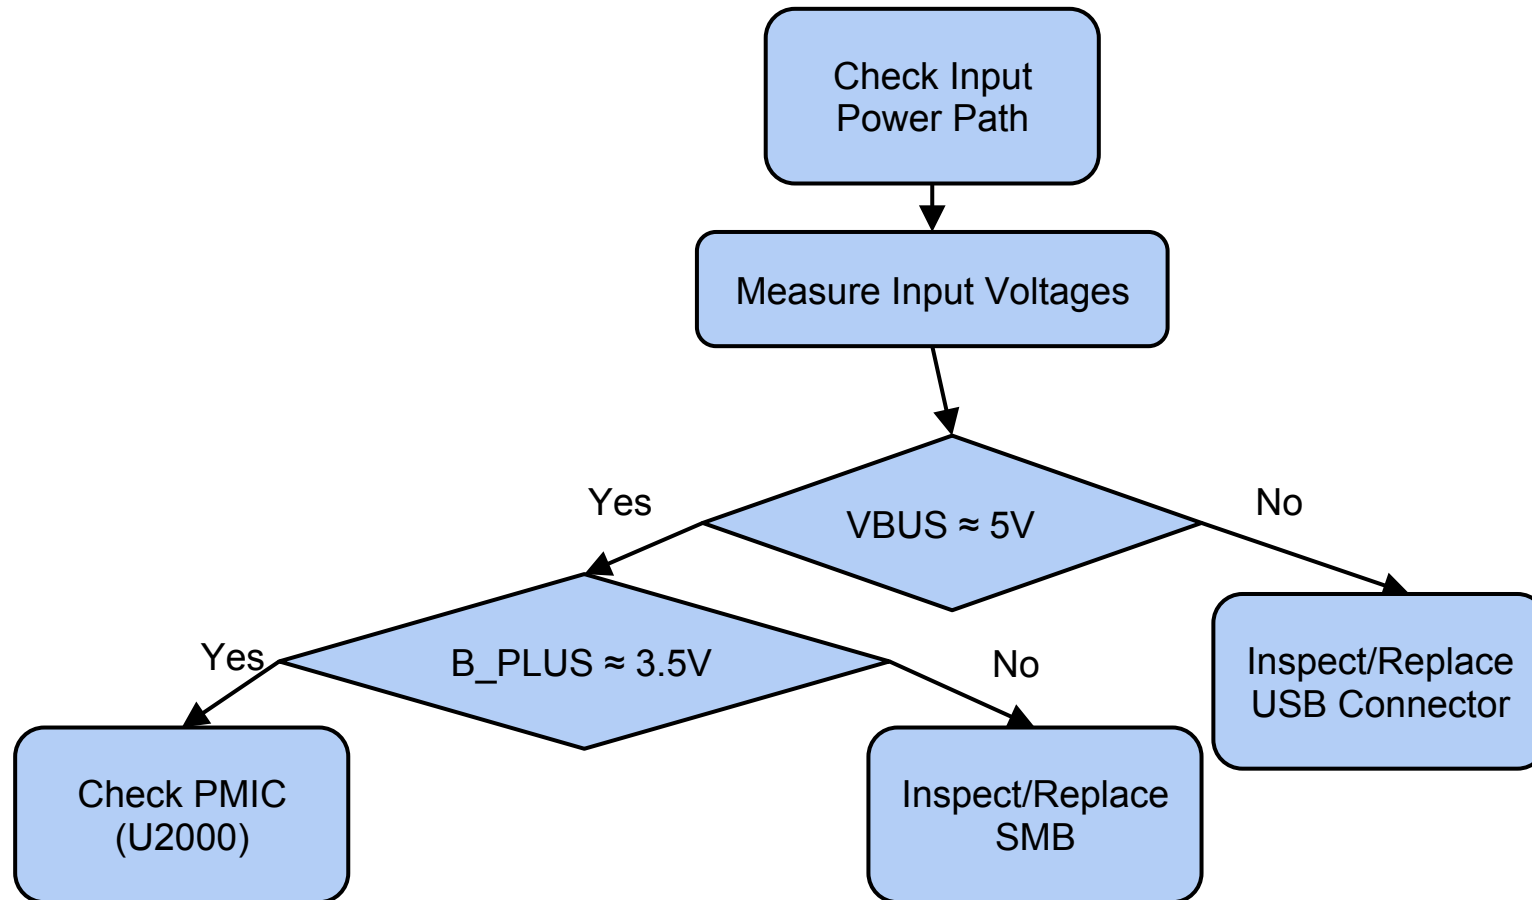 Check Input
Power Path
Measure Input Voltages
Yes
VBUS ≈ 5V
No
Yes
B_PLUS ≈ 3.5V
No
Inspect/Replace
USB Connector
Check PMIC
(U2000)
Inspect/Replace
SMB